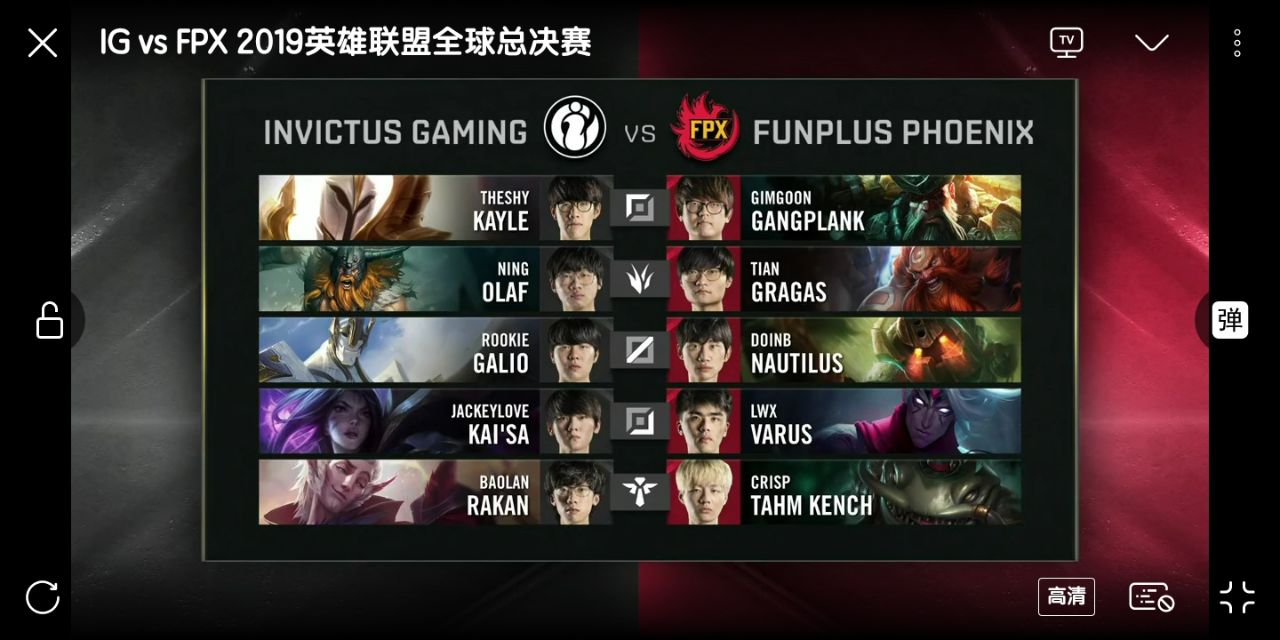 IG vs FPX 2019英雄联盟全球总决赛
TV
INVICTUS GAMING VS FPX FUNPLUS PHOENIX
THESHY
KAYLE
GIMGOON
GANGPLANK
NING
OLAF
TIAN
GRAGAS
ROOKIE
GALIO
DOINB
NAUTILUS
JACKEYLOVE
KAI'SA
LWX
VARUS
BAOLAN
RAKAN
CRISP
TAHM KENCH
弹
高清